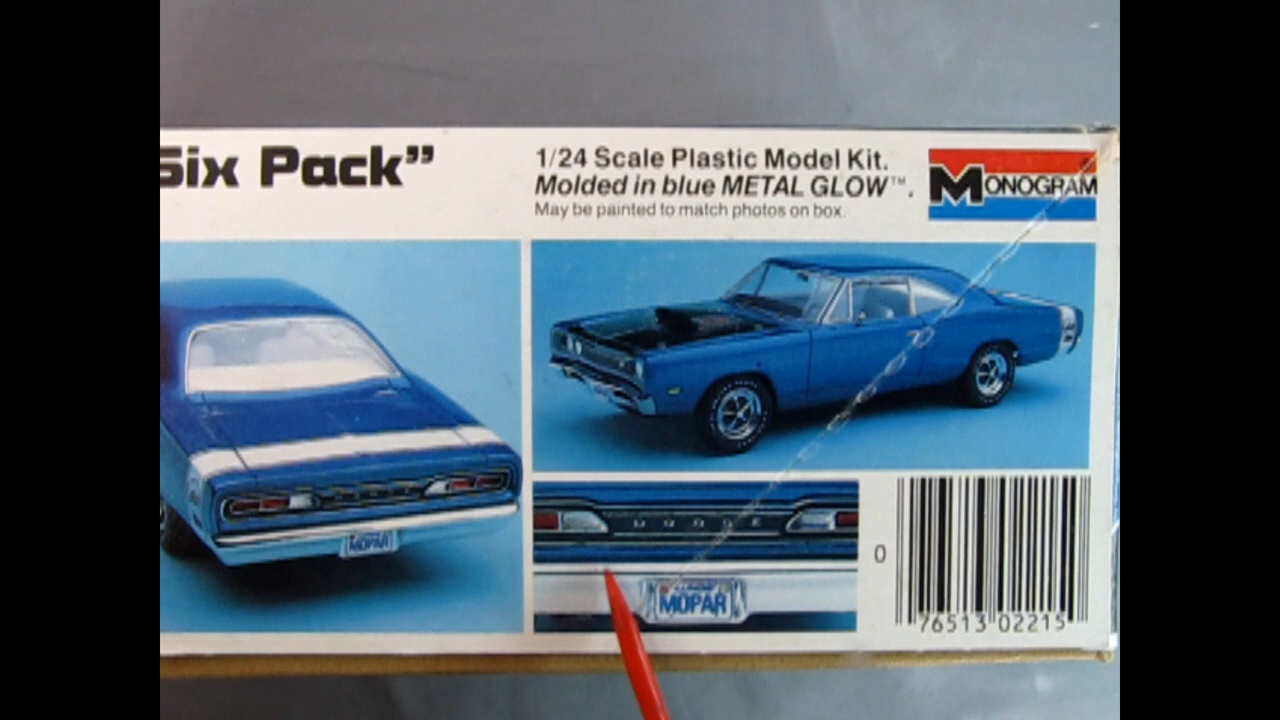 Six Pack”
1/24 Scale Plastic Model Kit.
Molded in blue METAL GLOW™.
May be painted to match photos on box.
MONOGRAM
MOPAR
DODGE
MOPAR
0 76513 02215